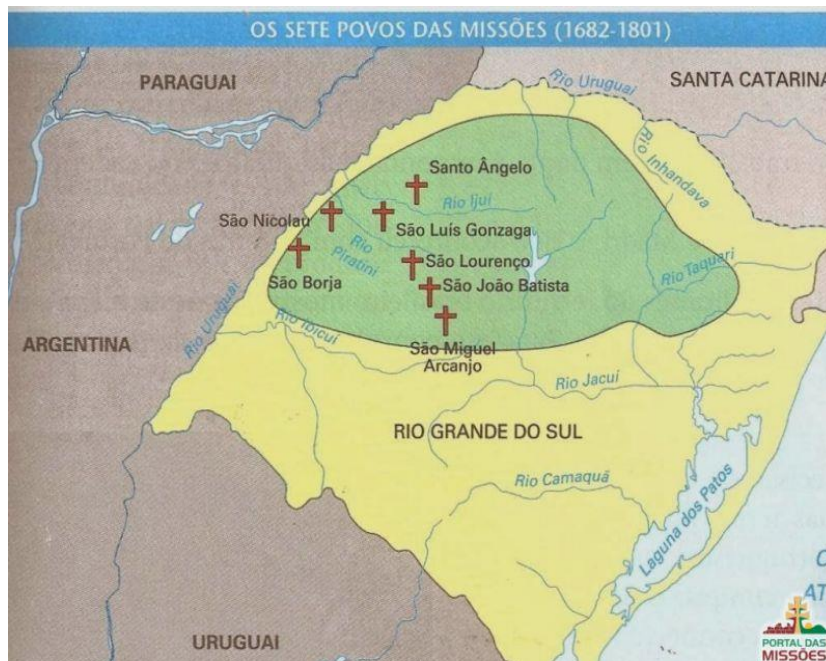 OS SETE POVOS DAS MISSÕES (1682-1801)
PARAGUAI
Rio Uruguai
SANTA CATARINA
Rio Inhandava
Santo Ângelo
Rio Ijuí
São Nicolau
São Luís Gonzaga
Rio
Piratini
São Lourenço
Rio Taquari
São Borja
São João Batista
Rio Uruguai
Rio Ibicuí
ARGENTINA
São Miguel
Arcanjo
Rio Jacuí
RIO GRANDE DO SUL
Rio Camaquã
Laguna dos Patos
URUGUAI
PORTAL DAS
MISSÕES